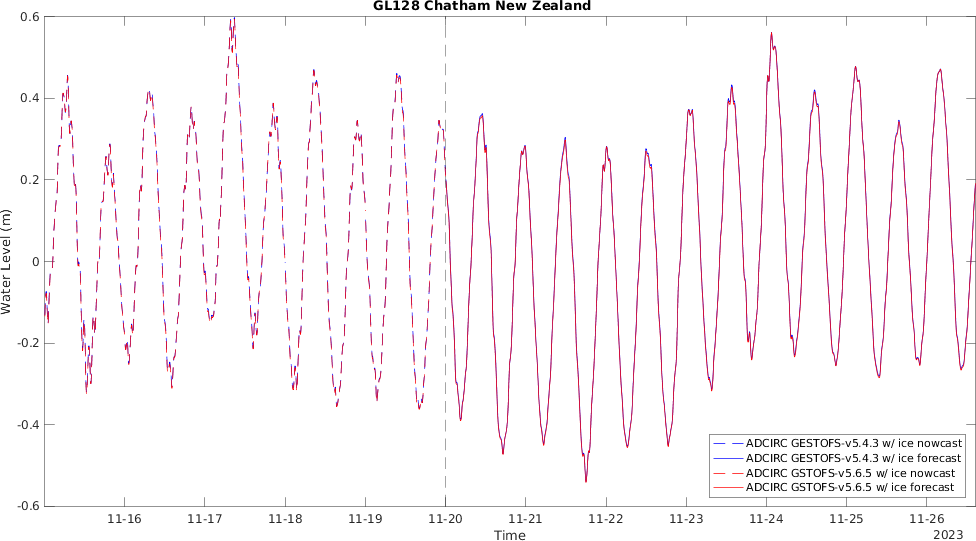 GL128 Chatham New Zealand
0.6
0.4
0.2
0
-0.2
-0.4
-0.6
Water Level (m)
ADCIRC GESTOFS-v5.4.3 w/ ice nowcast
ADCIRC GESTOFS-v5.4.3 w/ ice forecast
ADCIRC GSTOFS-v5.6.5 w/ ice nowcast
ADCIRC GSTOFS-v5.6.5 w/ ice forecast
11-16 11-17 11-18 11-19 11-20 11-21 11-22 11-23 11-24 11-25 11-26
Time
2023